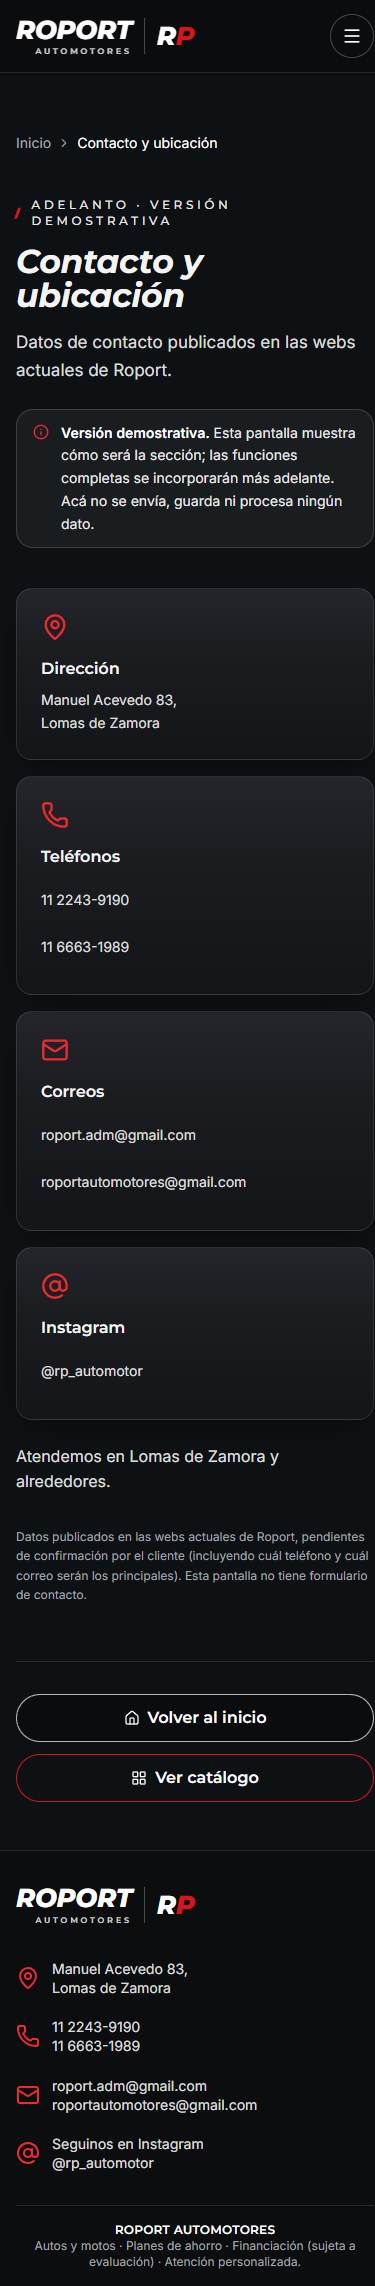 ROPORT RP
AUTOMOTORES
Inicio > Contacto y ubicación
ADELANTO · VERSIÓN
DEMOSTRATIVA
Contacto y
ubicación
Datos de contacto publicados en las webs
actuales de Roport.
Versión demostrativa. Esta pantalla muestra
cómo será la sección; las funciones
completas se incorporarán más adelante.
Acá no se envía, guarda ni procesa ningún
dato.
Dirección
Manuel Acevedo 83,
Lomas de Zamora
Teléfonos
11 2243-9190
11 6663-1989
Correos
roport.adm@gmail.com
roportautomotores@gmail.com
Instagram
@rp_automotor
Atendemos en Lomas de Zamora y
alrededores.
Datos publicados en las webs actuales de Roport, pendientes
de confirmación por el cliente (incluyendo cuál teléfono y cuál
correo serán los principales). Esta pantalla no tiene formulario
de contacto.
Volver al inicio
Ver catálogo
ROPORT RP
AUTOMOTORES
Manuel Acevedo 83,
Lomas de Zamora
11 2243-9190
11 6663-1989
roport.adm@gmail.com
roportautomotores@gmail.com
Seguinos en Instagram
@rp_automotor
ROPORT AUTOMOTORES
Autos y motos · Planes de ahorro · Financiación (sujeta a
evaluación) · Atención personalizada.